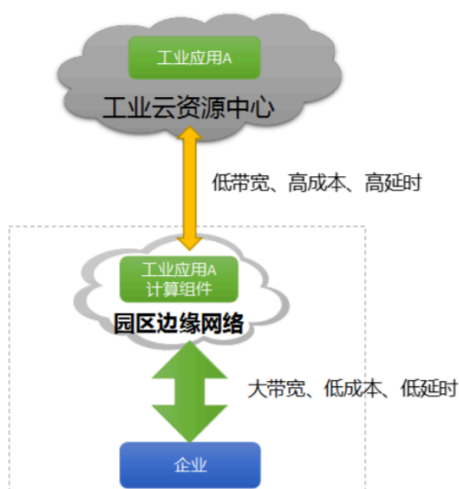 工业应用A
工业云资源中心
低带宽、高成本、高延时
工业应用A
计算组件
园区边缘网络
大带宽、低成本、低延时
企业